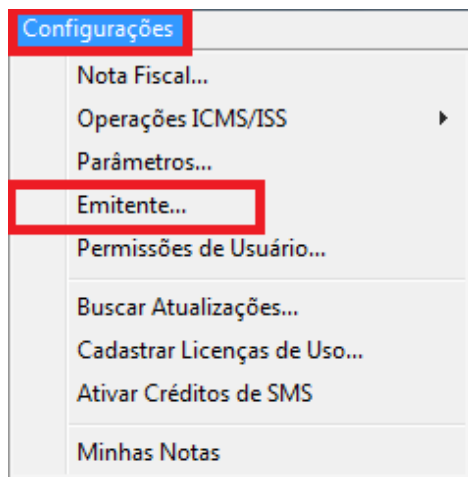 Configurações
Nota Fiscal...
Operações ICMS/ISS
Parâmetros...
Emitente...
Permissões de Usuário...
Buscar Atualizações...
Cadastrar Licenças de Uso...
Ativar Créditos de SMS
Minhas Notas